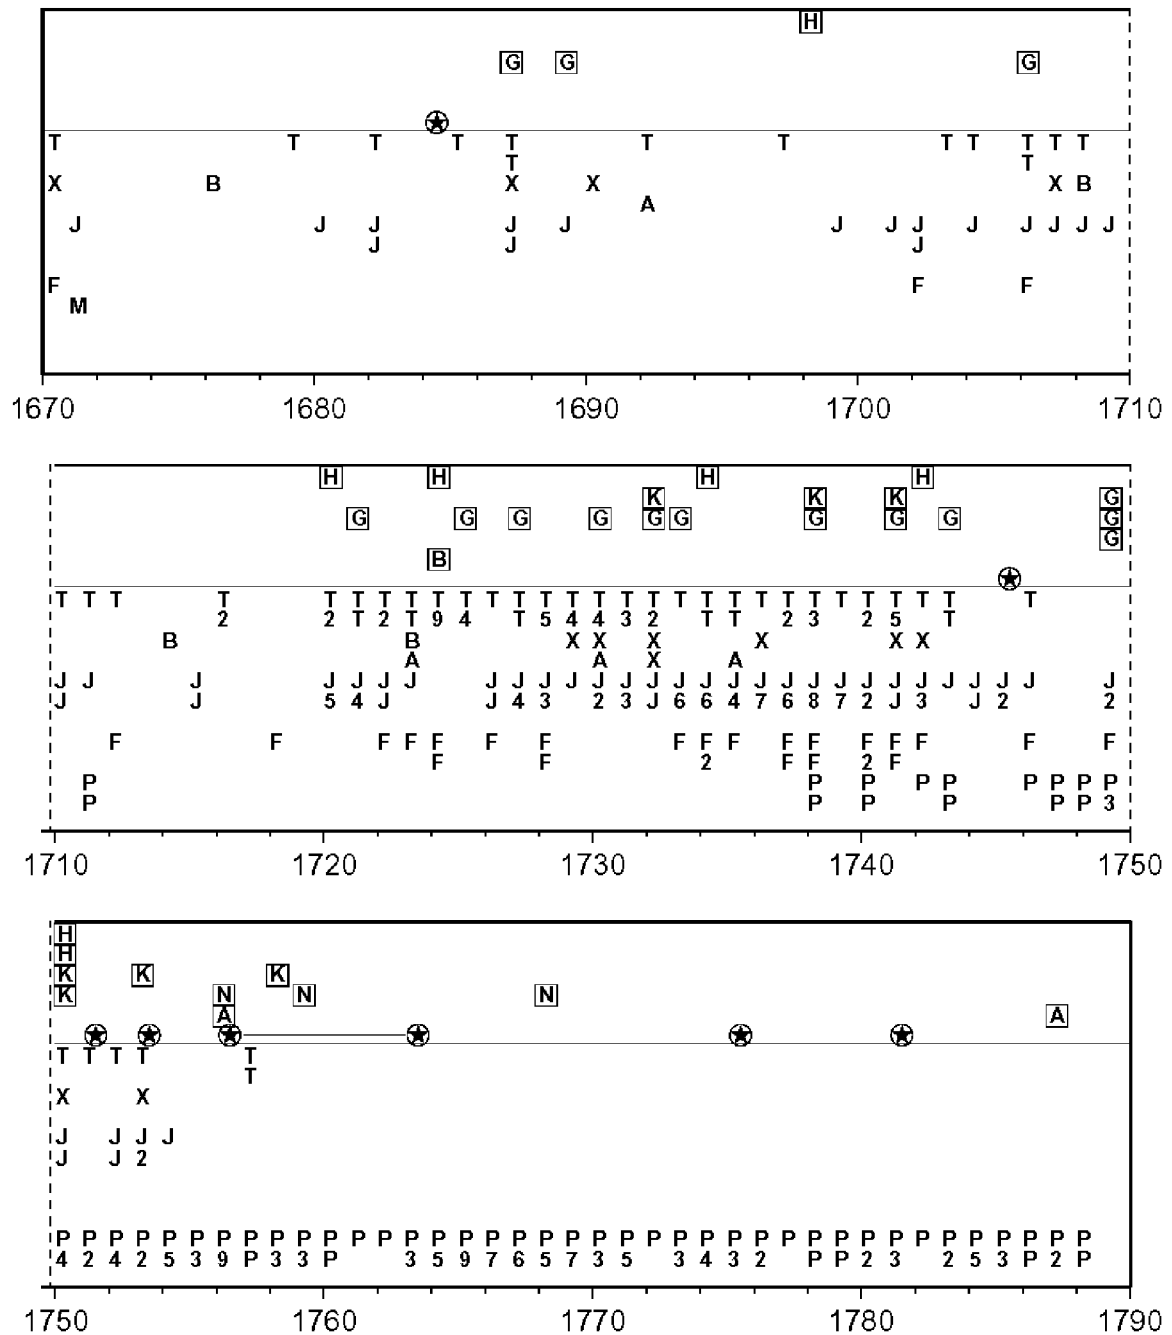 H
G G G
T T T T T T T T T T T T
T T
X B X X X B
A
J J J J J J J J J J J J J
J J J
F F F
M
1670 1680 1690 1700 1710
H H H H
K K K G
G G G G G G G G G G
G
B
T T T T T T T T T T T T T T T T T T T T T T T T T T T T T
2 2 T 2 T 9 4 T 5 4 4 3 2 T T 2 3 2 5 T
B B X X X X X X
A A X A
J J J J J J J J J J J J J J J J J J J J J J J J J J J J J
J J 5 4 J J 4 3 2 3 J 6 6 4 7 6 8 7 2 J 3 J 2 2
F F F F F F F F F F F F F F F F F
F F 2 F F 2 F
P P P P P P P P P
P P P P P P 3
1710 1720 1730 1740 1750
H
H
K K K
K N N N
A A
T T T T T
T
X X
J J J J
J J 2
P P P P P P P P P P P P P P P P P P P P P P P P P P P P P P P P P P P P P P P
4 2 4 2 5 3 9 P 3 3 P 3 5 9 7 6 5 7 3 5 3 4 3 2 P P 2 3 2 5 3 P 2 P
1750 1760 1770 1780 1790